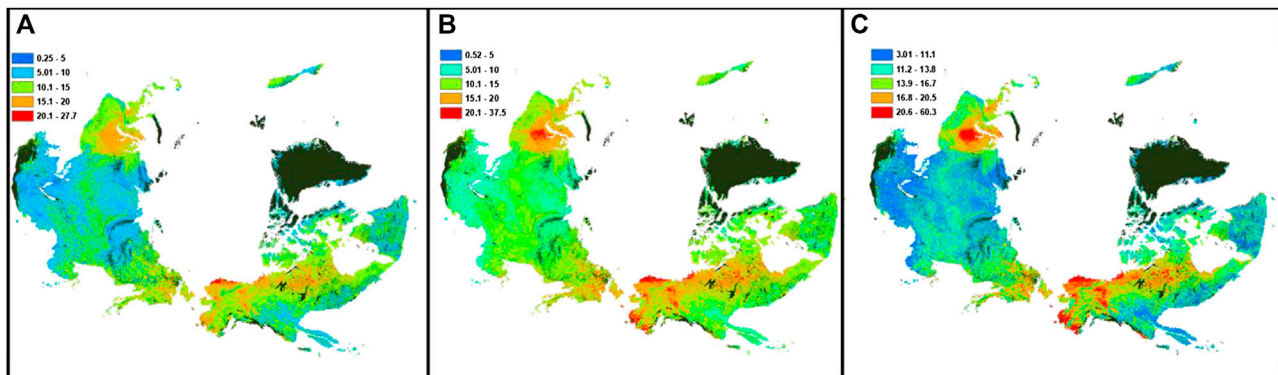 A
0.25 - 5
5.01 - 10
10.1 - 15
15.1 - 20
20.1 - 27.7
B
0.52 - 5
5.01 - 10
10.1 - 15
15.1 - 20
20.1 - 37.5
C
3.01 - 11.1
11.2 - 13.8
13.9 - 16.7
16.8 - 20.5
20.6 - 60.3